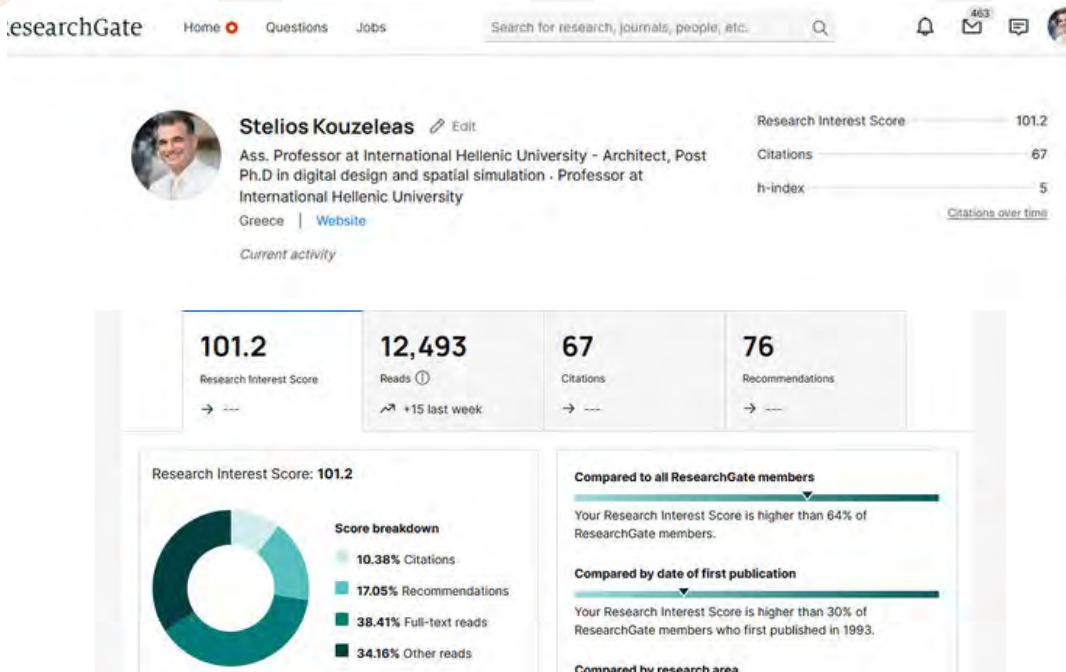 esearchGate Home Questions Jobs Search for research, journals, people, etc. 463
Stelios Kouzeleas Edit
Ass. Professor at International Hellenic University - Architect, Post
Ph.D in digital design and spatial simulation · Professor at
International Hellenic University
Greece | Website
Current activity
Research Interest Score 101.2
Citations 67
h-index 5
Citations over time
101.2
Research Interest Score
→ ---
12,493
Reads
+15 last week
67
Citations
→ ---
76
Recommendations
→ ---
Research Interest Score: 101.2
Score breakdown
10.38% Citations
17.05% Recommendations
38.41% Full-text reads
34.16% Other reads
Compared to all ResearchGate members
Your Research Interest Score is higher than 64% of
ResearchGate members.
Compared by date of first publication
Your Research Interest Score is higher than 30% of
ResearchGate members who first published in 1993.
Compared by research area